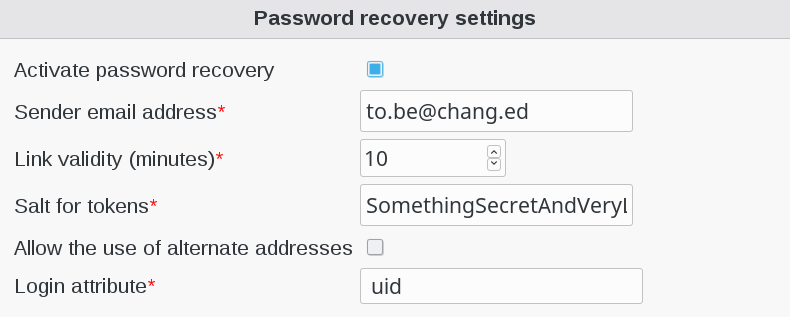 Password recovery settings
Activate password recovery
Sender email address* to.be@chang.ed
Link validity (minutes)* 10
Salt for tokens* SomethingSecretAndVery
Allow the use of alternate addresses
Login attribute* uid